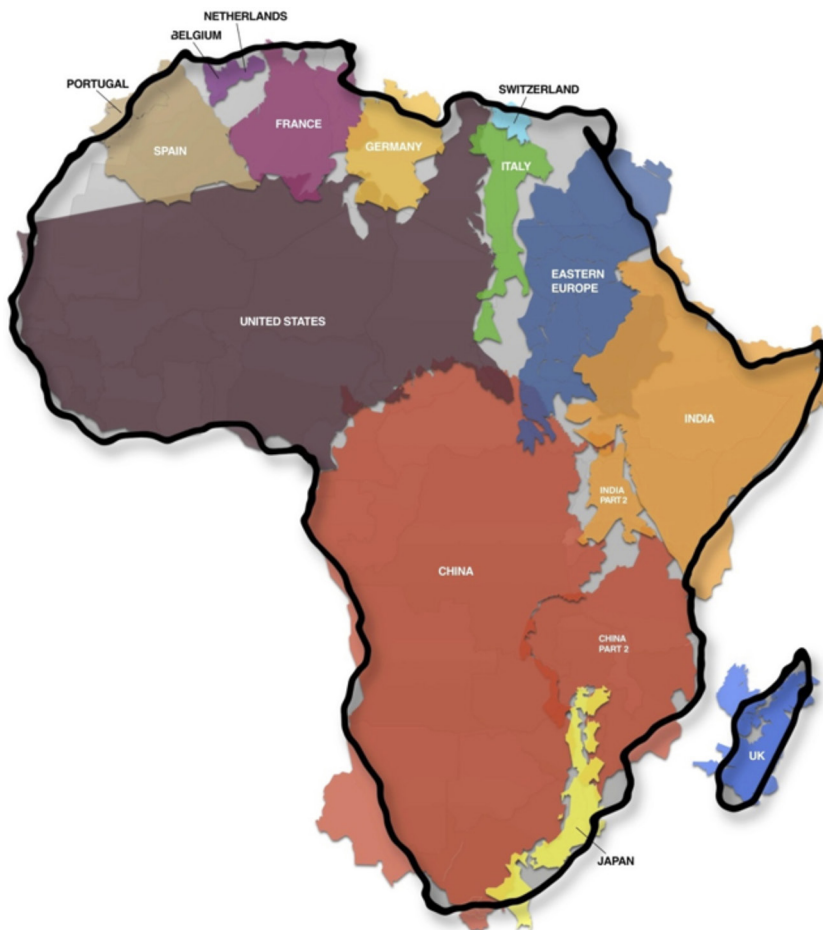 NETHERLANDS
BELGIUM
PORTUGAL
SWITZERLAND
FRANCE
GERMANY
SPAIN
ITALY
EASTERN
EUROPE
UNITED STATES
INDIA
INDIA
PART 2
CHINA
CHINA
PART 2
UK
JAPAN